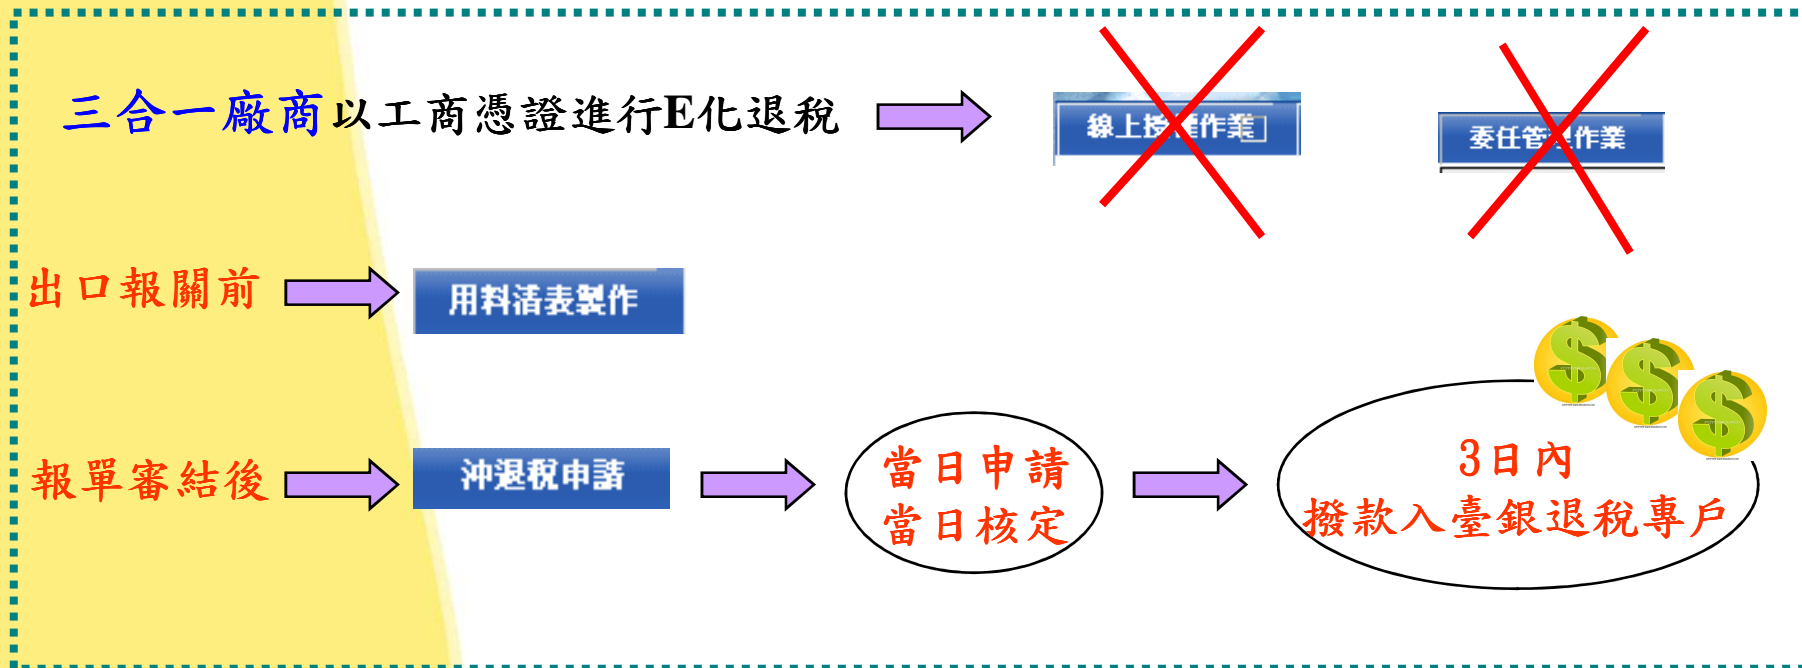 三合一廠商以工商憑證進行E化退稅
線上授權作業
委任管理作業
出口報關前
用料清表製作
報單審結後
沖退稅申請
當日申請
當日核定
3日內
撥款入臺銀退稅專戶